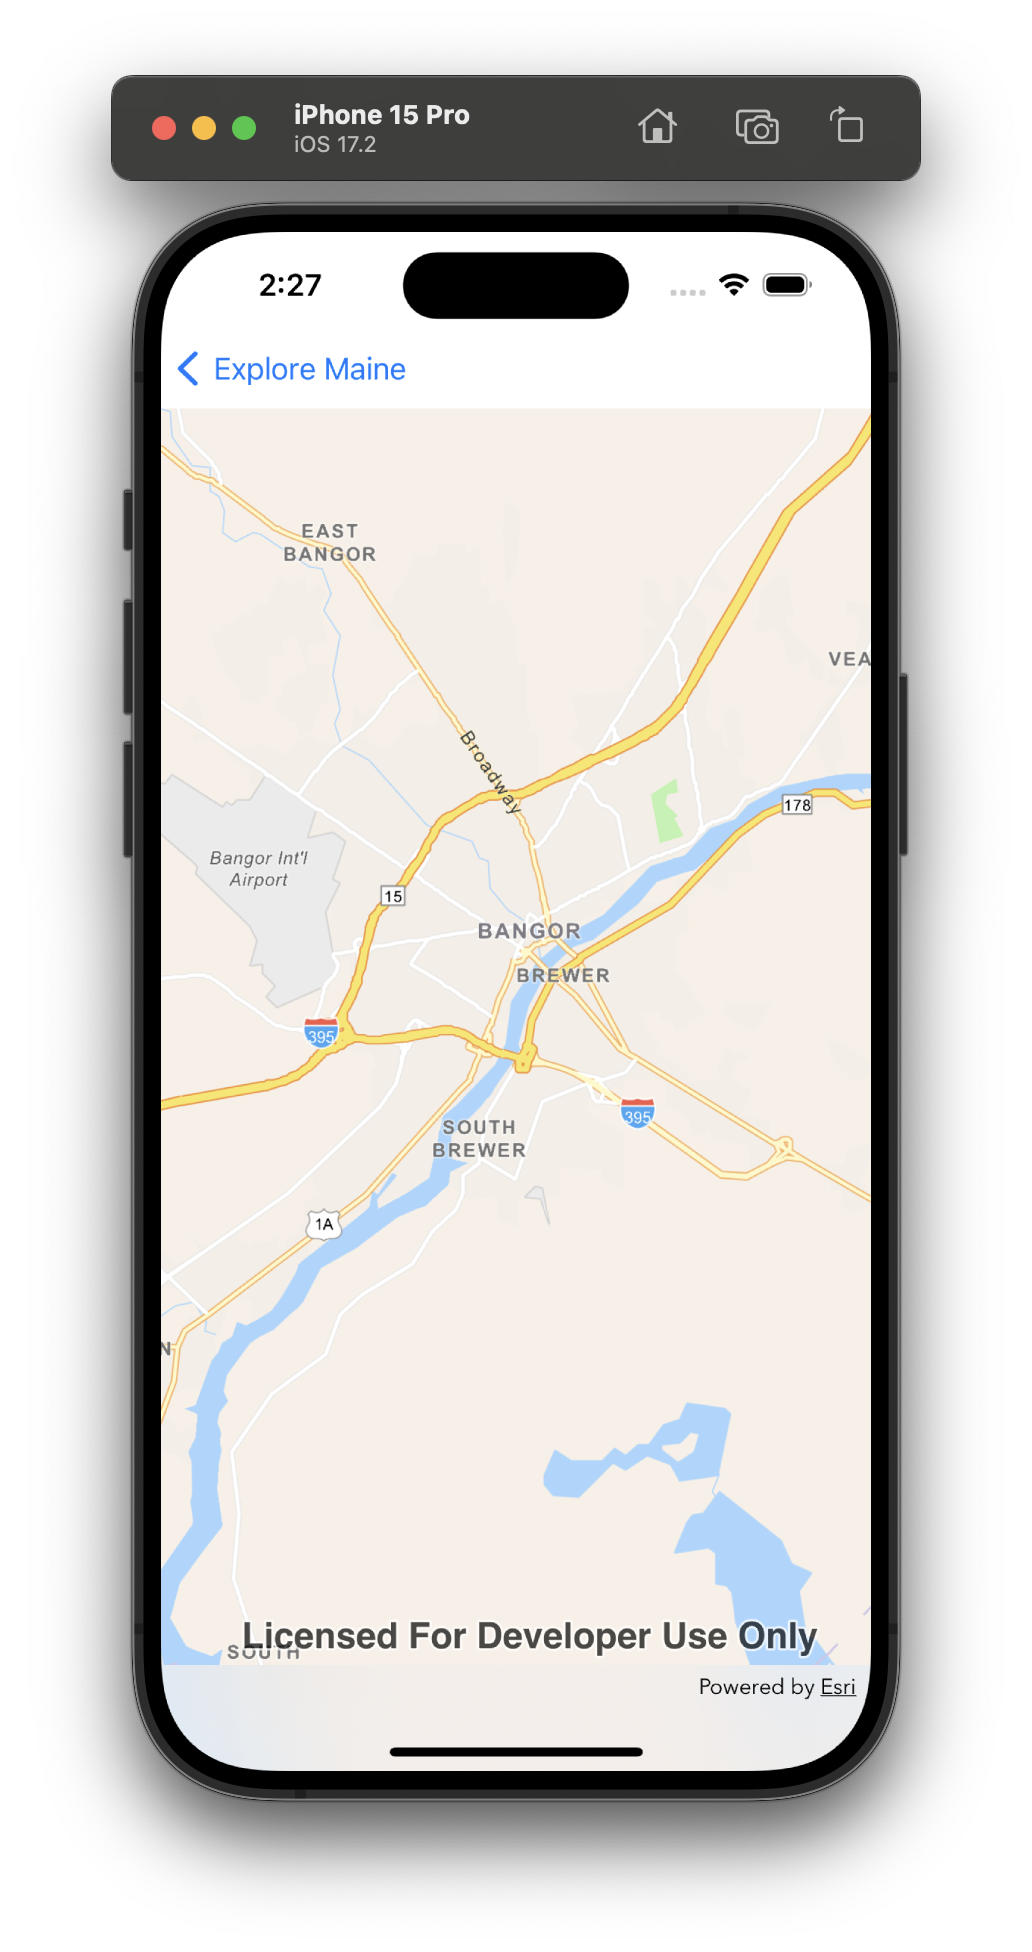 iPhone 15 Pro
iOS 17.2
2:27
Explore Maine
EAST
BANGOR
VEA
Broadway
178
Bangor Int'l
Airport
15
BANGOR
BREWER
395
395
SOUTH
BREWER
1A
N
Licensed For Developer Use Only
SOUTH
Powered by Esri